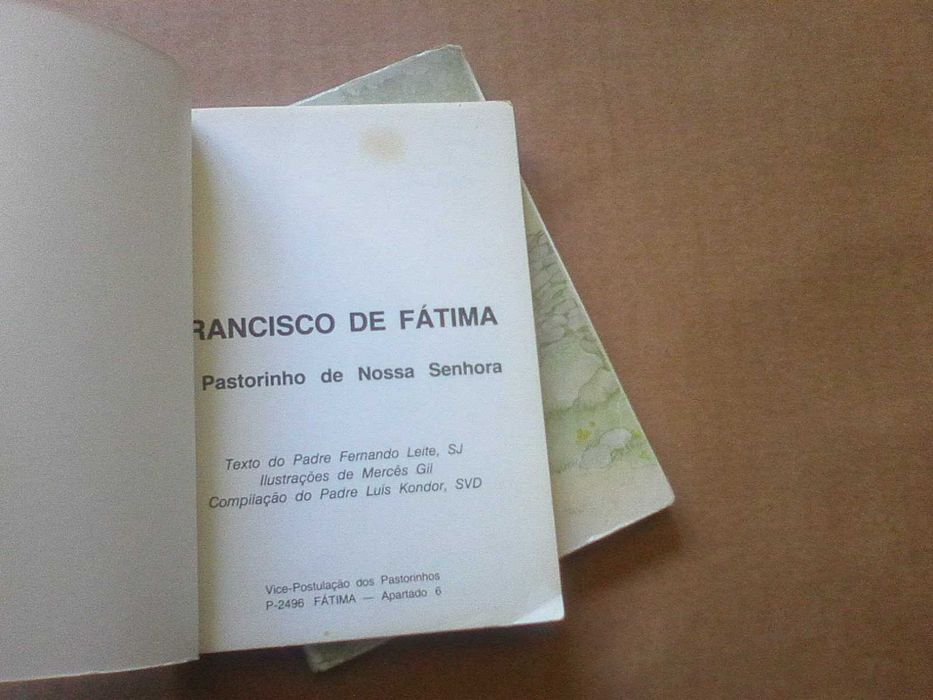 RANCISCO DE FÁTIMA
Pastorinho de Nossa Senhora
Texto do Padre Fernando Leite, SJ
Ilustrações de Mercês Gil
Compilação do Padre Luís Kondor, SVD
Vice-Postulação dos Pastorinhos
P-2496 FÁTIMA — Apartado 6